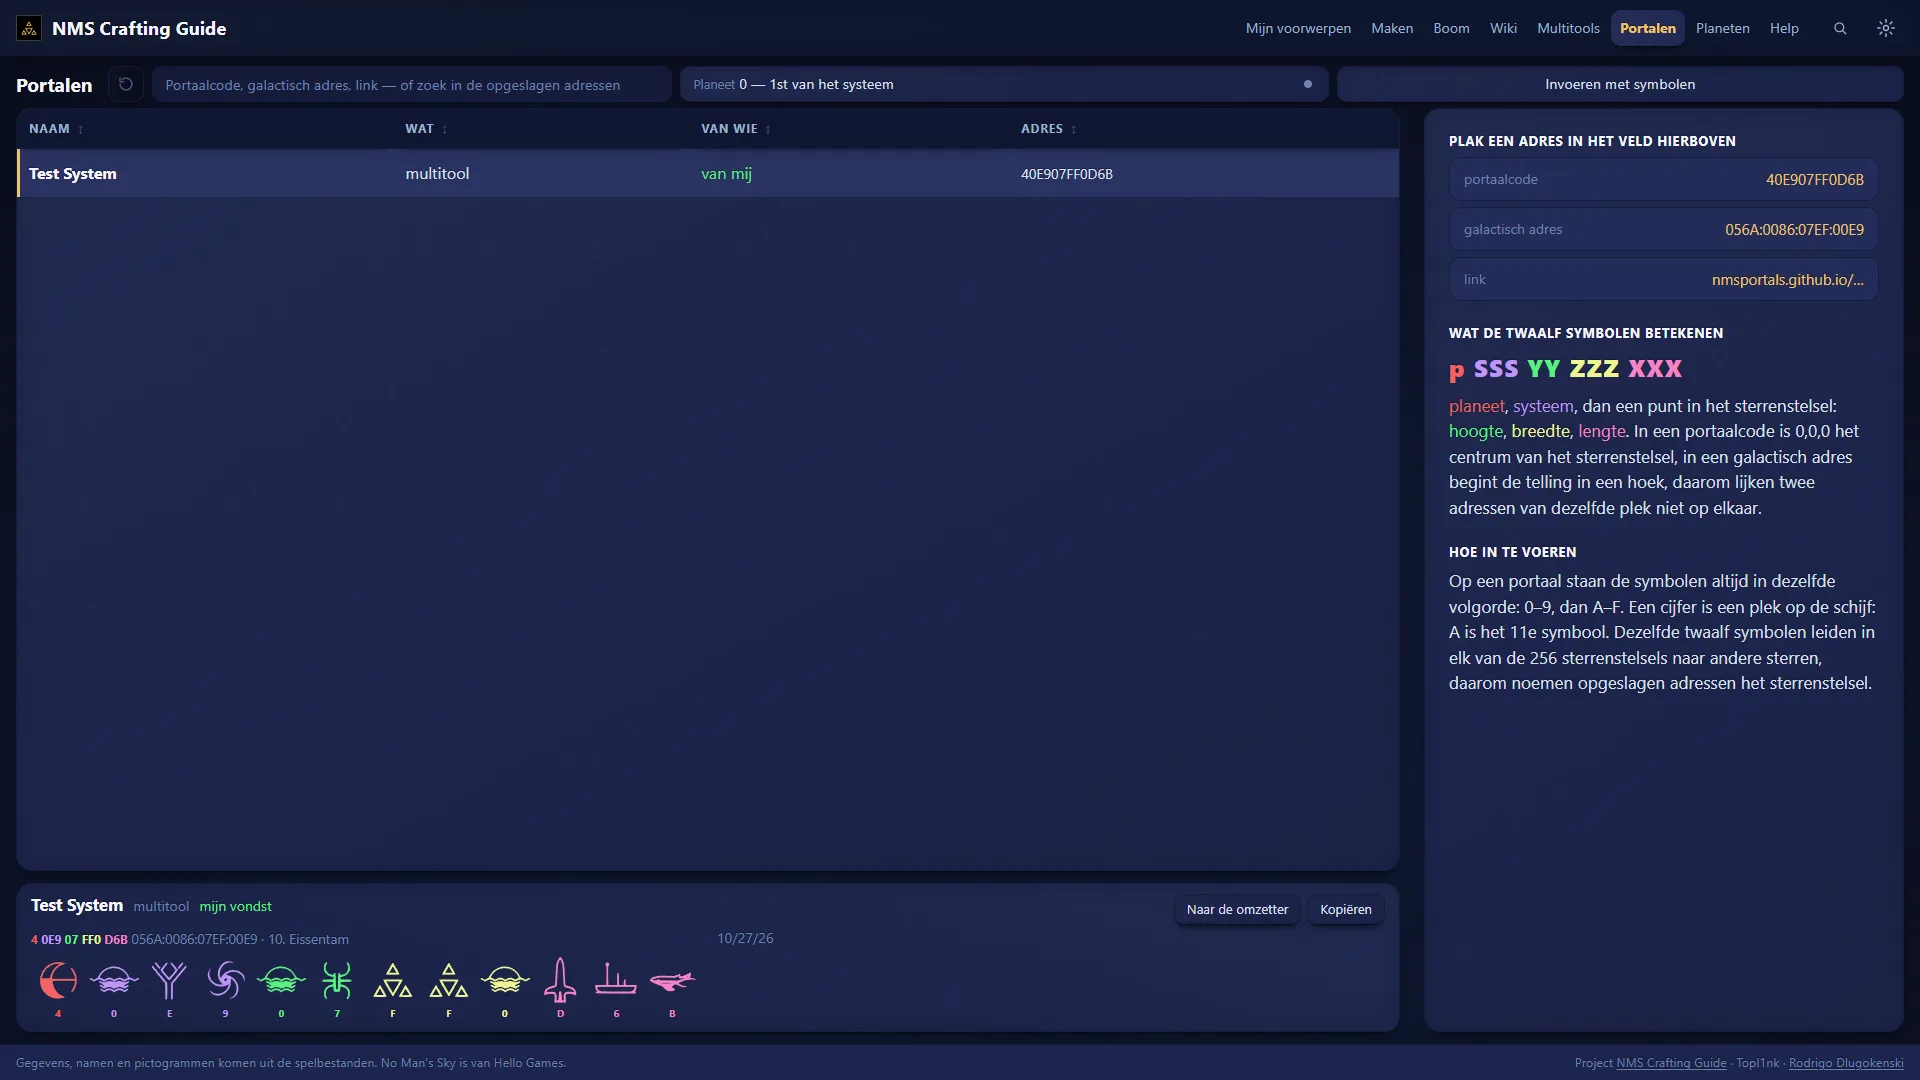 NMS Crafting Guide
Mijn voorwerpen Maken Boom Wiki Multitools Portalen Planeten Help
Portalen
Portaalcode, galactisch adres, link — of zoek in de opgeslagen adressen
Planeet 0 — 1st van het systeem
Invoeren met symbolen
NAAM WAT VAN WIE ADRES
Test System multitool van mij 40E907FF0D6B
PLAK EEN ADRES IN HET VELD HIERBOVEN
portaalcode 40E907FF0D6B
galactisch adres 056A:0086:07EF:00E9
link nmsportals.github.io/...
WAT DE TWAALF SYMBOLEN BETEKENEN
p SSS YY ZZZ XXX
planeet, systeem, dan een punt in het sterrenstelsel:
hoogte, breedte, lengte. In een portaalcode is 0,0,0 het
centrum van het sterrenstelsel, in een galactisch adres
begint de telling in een hoek, daarom lijken twee
adressen van dezelfde plek niet op elkaar.
HOE IN TE VOEREN
Op een portaal staan de symbolen altijd in dezelfde
volgorde: 0–9, dan A–F. Een cijfer is een plek op de schijf:
A is het 11e symbool. Dezelfde twaalf symbolen leiden in
elk van de 256 sterrenstelsels naar andere sterren,
daarom noemen opgeslagen adressen het sterrenstelsel.
Test System multitool mijn vondst
Naar de omzetter Kopiëren
4 0E9 07 FF0 D6B 056A:0086:07EF:00E9 · 10. Eissentam
10/27/26
4 0 E 9 0 7 F F 0 D 6 B
Gegevens, namen en pictogrammen komen uit de spelbestanden. No Man's Sky is van Hello Games.
Project NMS Crafting Guide · Topl1nk · Rodrigo Dlugokenski